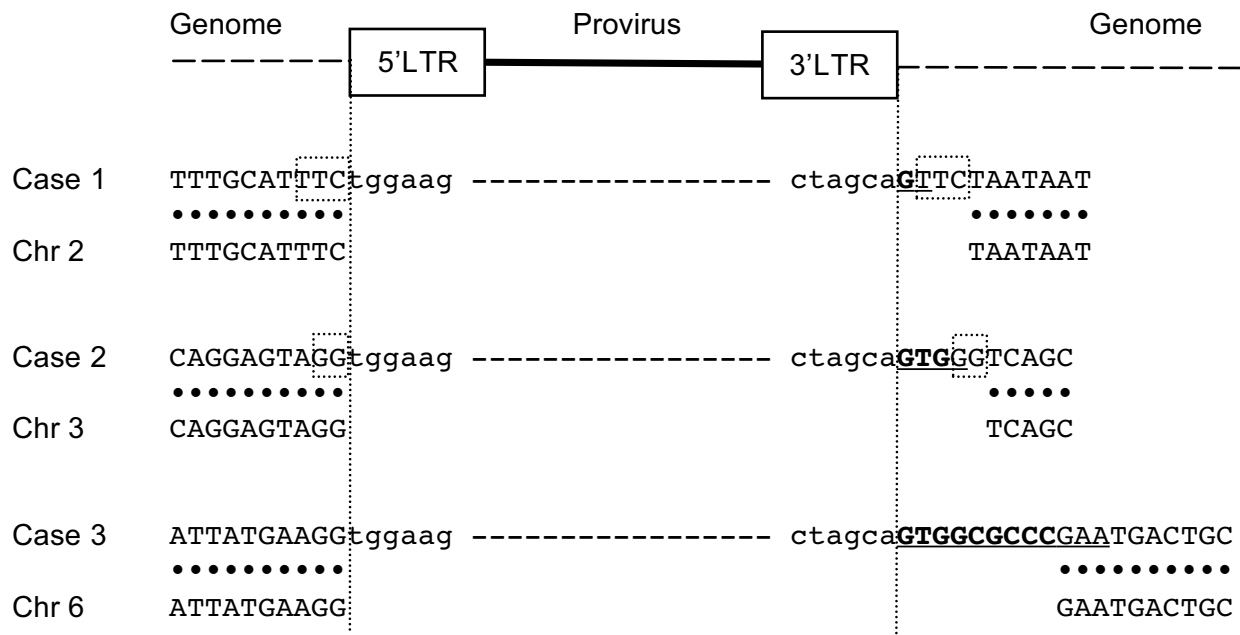 Genome Provirus Genome
5’LTR 3’LTR
Case 1 TTTGCATTTCtggaag ------------------ ctagcaGTTTCTAATAAT
Chr 2 TTTGCATTTC TAATAAT
Case 2 CAGGAGTAGGtggaag ------------------ ctagcaGTGGGTCAGC
Chr 3 CAGGAGTAGG TCAGC
Case 3 ATTATGAAGGtggaag ------------------ ctagcaGTGGCGCCCGAATGACTGC
Chr 6 ATTATGAAGG GAATGACTGC